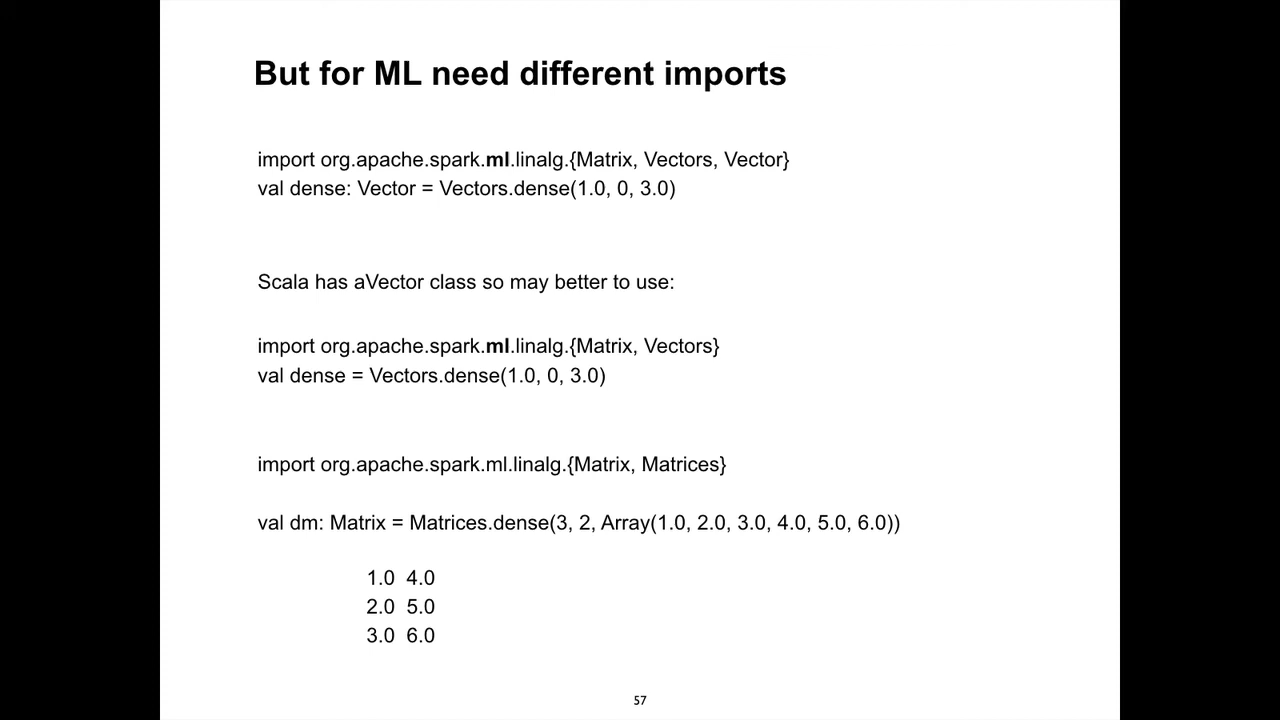 But for ML need different imports
import org.apache.spark.ml.linalg.{Matrix, Vectors, Vector}
val dense: Vector = Vectors.dense(1.0, 0, 3.0)
Scala has aVector class so may better to use:
import org.apache.spark.ml.linalg.{Matrix, Vectors}
val dense = Vectors.dense(1.0, 0, 3.0)
import org.apache.spark.ml.linalg.{Matrix, Matrices}
val dm: Matrix = Matrices.dense(3, 2, Array(1.0, 2.0, 3.0, 4.0, 5.0, 6.0))
1.0 4.0
2.0 5.0
3.0 6.0
57